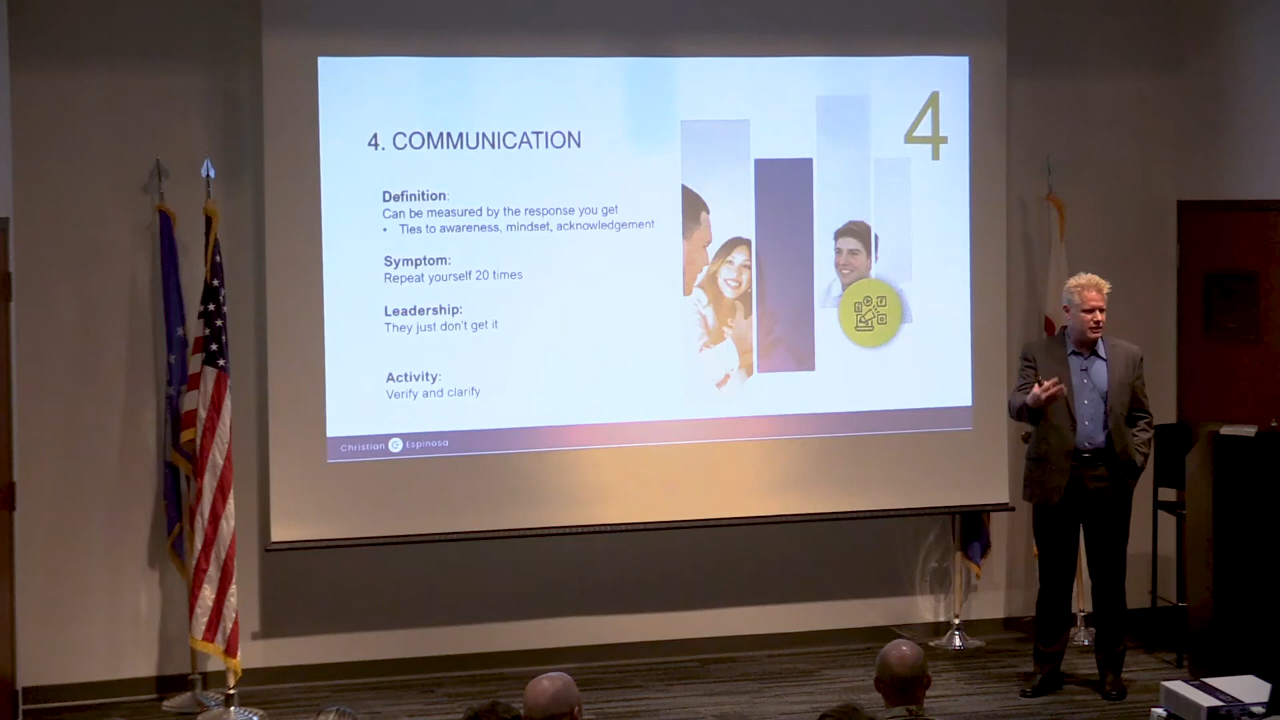 4
4. COMMUNICATION
Definition:
Can be measured by the response you get
• Ties to awareness, mindset, acknowledgement
Symptom:
Repeat yourself 20 times
Leadership:
They just don't get it
Activity:
Verify and clarify
Christian Espinosa